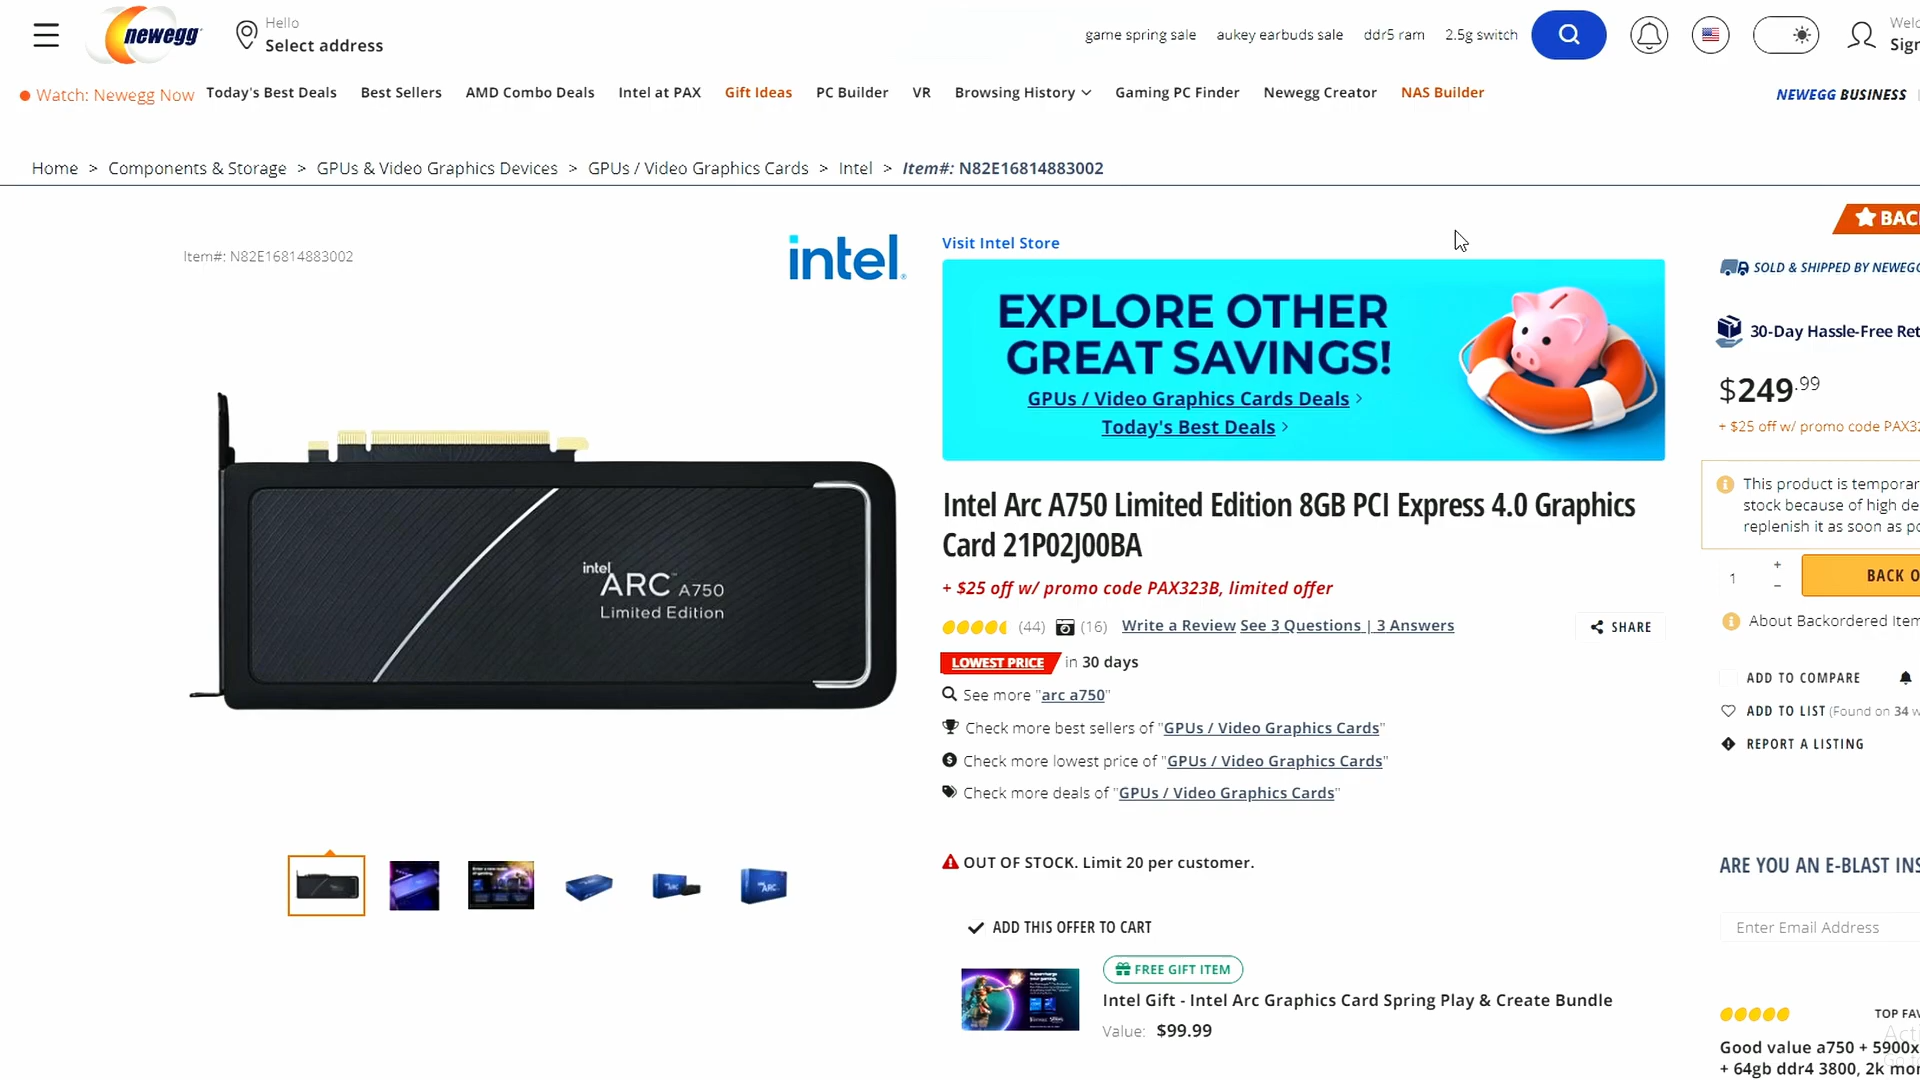 newegg
Hello
Select address
game spring sale
aukey earbuds sale
ddr5 ram
2.5g switch
Watch: Newegg Now
Today's Best Deals
Best Sellers
AMD Combo Deals
Intel at PAX
Gift Ideas
PC Builder
VR
Browsing History
Gaming PC Finder
Newegg Creator
NAS Builder
NEWEGG BUSINESS
Home > Components & Storage > GPUs & Video Graphics Devices > GPUs / Video Graphics Cards > Intel > Item#: N82E16814883002
Item#: N82E16814883002
intel
intel
ARC™ A750
Limited Edition
Visit Intel Store
EXPLORE OTHER
GREAT SAVINGS!
GPUs / Video Graphics Cards Deals >
Today's Best Deals >
Intel Arc A750 Limited Edition 8GB PCI Express 4.0 Graphics
Card 21P02J00BA
+ $25 off w/ promo code PAX323B, limited offer
(44) (16) Write a Review See 3 Questions | 3 Answers
SHARE
LOWEST PRICE in 30 days
See more "arc a750"
Check more best sellers of "GPUs / Video Graphics Cards"
Check more lowest price of "GPUs / Video Graphics Cards"
Check more deals of "GPUs / Video Graphics Cards"
OUT OF STOCK. Limit 20 per customer.
ADD THIS OFFER TO CART
FREE GIFT ITEM
Intel Gift - Intel Arc Graphics Card Spring Play & Create Bundle
Value: $99.99
SOLD & SHIPPED BY NEWEGG
30-Day Hassle-Free
$249.99
+ $25 off w/ promo code
This product is
stock because of high
replenish it as soon as
1
+
-
BACK
About Backordered
ADD TO COMPARE
ADD TO LIST (Found on 34
REPORT A LISTING
ARE YOU AN E-BLAST
Enter Email Address
TOP
Good value a750 + 5900x
+ 64gb ddr4 3800, 2k